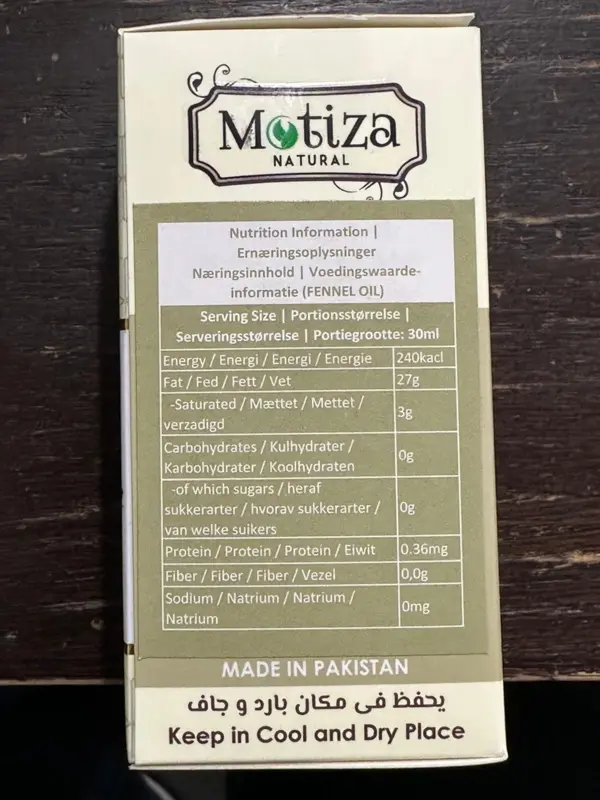 Motiza
NATURAL
Nutrition Information |
Ernæringsoplysninger
Næringsinnhold | Voedingswaarde-
informatie (FENNEL OIL)
Serving Size | Portionsstørrelse |
Serveringsstørrelse | Portiegrootte: 30ml
Energy / Energi / Energi / Energie 240kacl
Fat / Fed / Fett / Vet 27g
-Saturated / Mættet / Mettet /
verzadigd 3g
Carbohydrates / Kulhydrater /
Karbohydrater / Koolhydraten 0g
-of which sugars / heraf
sukkerarter / hvorav sukkerarter /
van welke suikers 0g
Protein / Protein / Protein / Eiwit 0.36mg
Fiber / Fiber / Fiber / Vezel 0,0g
Sodium / Natrium / Natrium /
Natrium 0mg
MADE IN PAKISTAN
يحفظ في مكان بارد و جاف
Keep in Cool and Dry Place